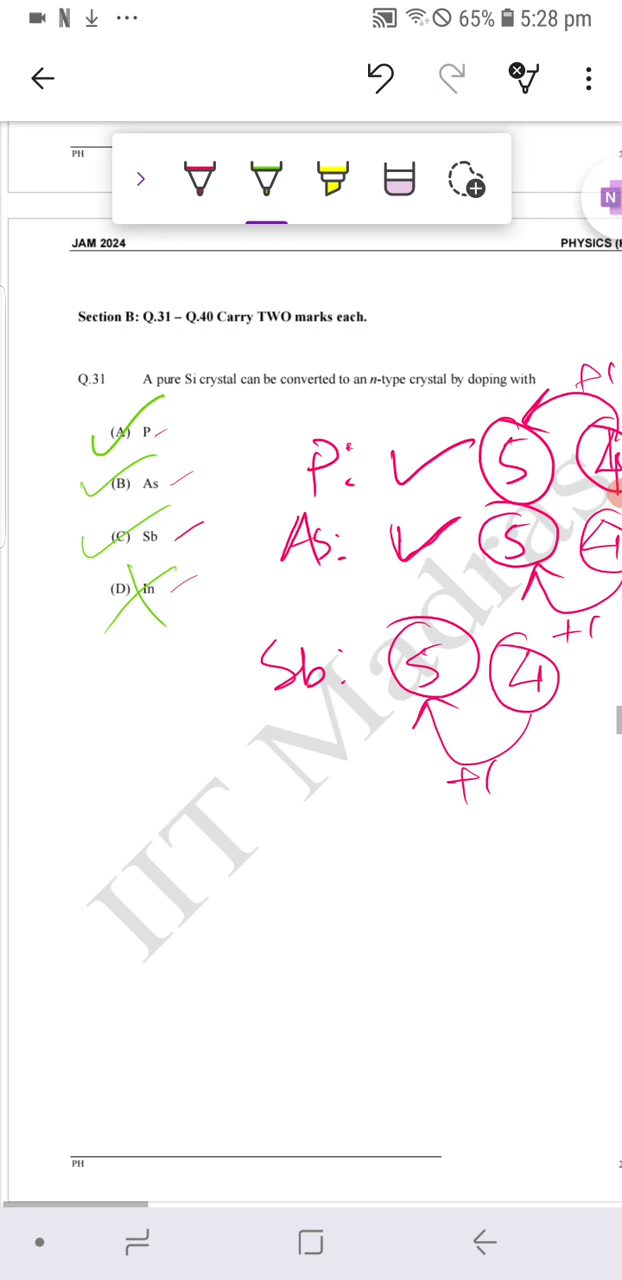 N 65% 5:28 pm
PH
N
JAM 2024 PHYSICS (
Section B: Q.31 – Q.40 Carry TWO marks each.
Q.31 A pure Si crystal can be converted to an n-type crystal by doping with
(A) P
(B) As
(C) Sb
(D) In
P: 5 4
As: 5 4
Sb: 5 4
IIT Madras
PH